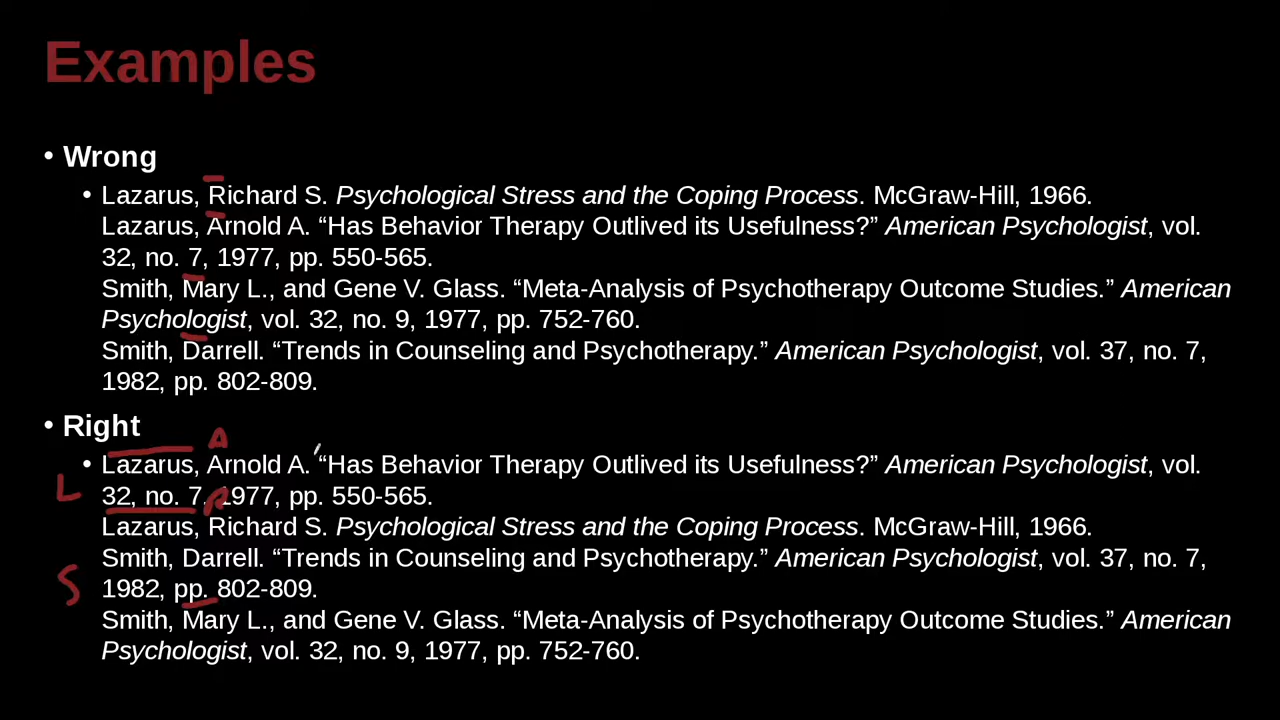 Examples
• Wrong
• Lazarus, Richard S. Psychological Stress and the Coping Process. McGraw-Hill, 1966.
Lazarus, Arnold A. “Has Behavior Therapy Outlived its Usefulness?” American Psychologist, vol.
32, no. 7, 1977, pp. 550-565.
Smith, Mary L., and Gene V. Glass. “Meta-Analysis of Psychotherapy Outcome Studies.” American
Psychologist, vol. 32, no. 9, 1977, pp. 752-760.
Smith, Darrell. “Trends in Counseling and Psychotherapy.” American Psychologist, vol. 37, no. 7,
1982, pp. 802-809.
• Right
A
• Lazarus, Arnold A. “Has Behavior Therapy Outlived its Usefulness?” American Psychologist, vol.
L
32, no. 7, 1977, pp. 550-565.
R
Lazarus, Richard S. Psychological Stress and the Coping Process. McGraw-Hill, 1966.
Smith, Darrell. “Trends in Counseling and Psychotherapy.” American Psychologist, vol. 37, no. 7,
S
1982, pp. 802-809.
Smith, Mary L., and Gene V. Glass. “Meta-Analysis of Psychotherapy Outcome Studies.” American
Psychologist, vol. 32, no. 9, 1977, pp. 752-760.